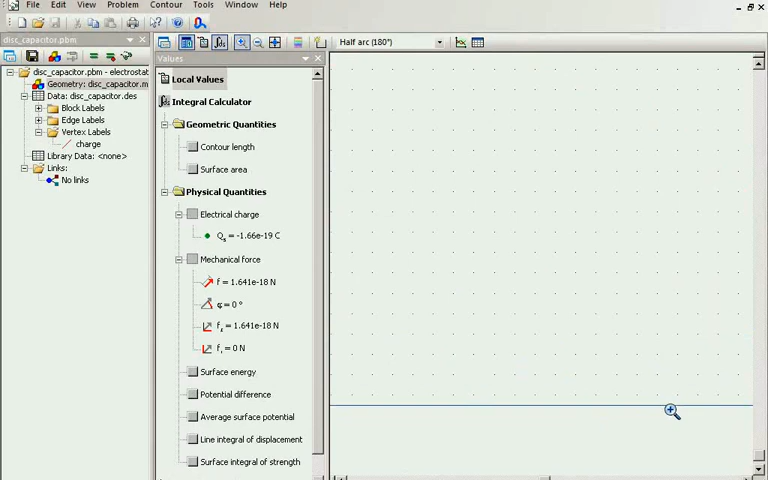 File Edit View Problem Contour Tools Window Help
Half arc (180°)
disc_capacitor.pbm
Values
disc_capacitor.pbm - electrostat
Geometry: disc_capacitor.m
Data: disc_capacitor.des
Block Labels
Edge Labels
Vertex Labels
charge
Library Data: <none>
Links:
No links
Local Values
Integral Calculator
Geometric Quantities
Contour length
Surface area
Physical Quantities
Electrical charge
Qs = -1.66e-19 C
Mechanical force
f = 1.641e-18 N
φ = 0 °
fz = 1.641e-18 N
fr = 0 N
Surface energy
Potential difference
Average surface potential
Line integral of displacement
Surface integral of strength